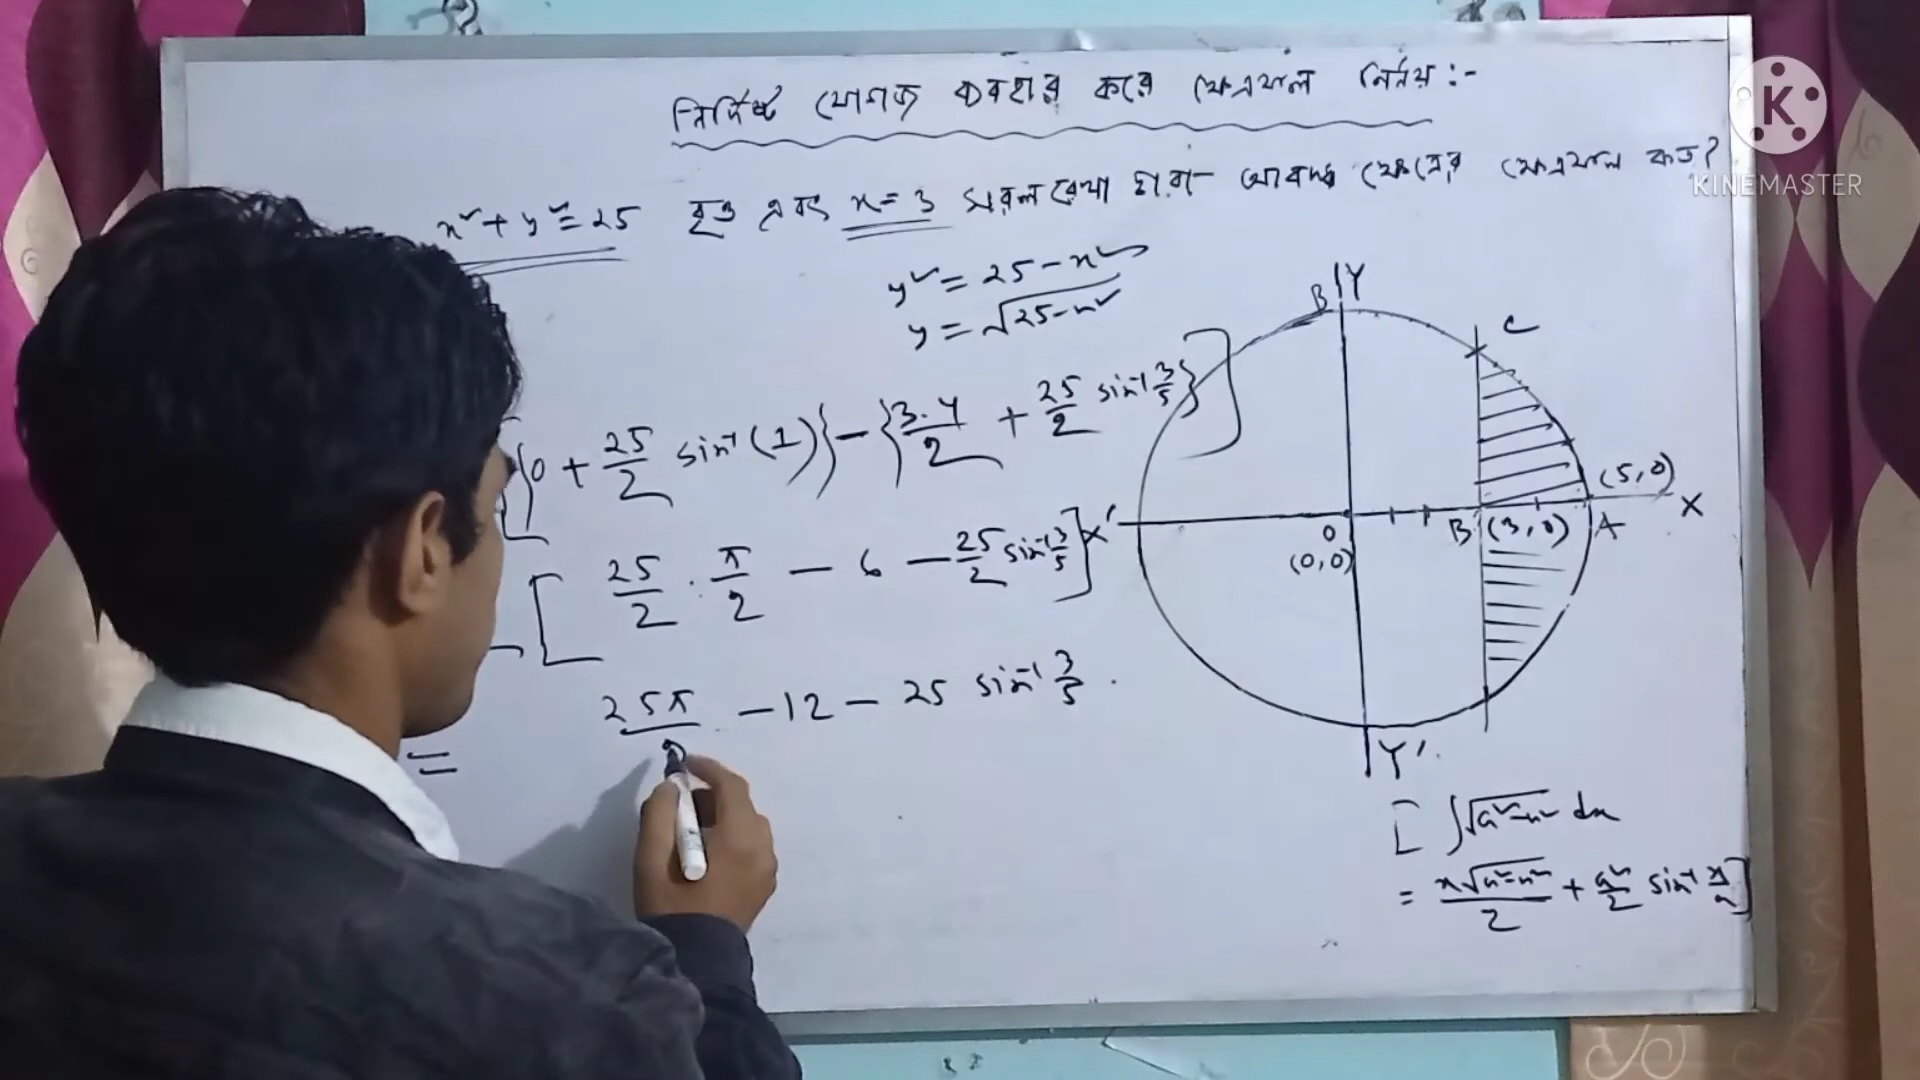 নির্দিষ্ট যোগজ ব্যবহার করে ক্ষেত্রফল নির্নয় :-
x² + y² = 25 বৃত্ত এবং x = 3 সরলরেখা দ্বারা আবদ্ধ ক্ষেত্রের ক্ষেত্রফল কত?
KINEMASTER
y² = 25 - x²
y = √25-x²
[{0 + 25/2 sin⁻¹(1)} - {3.4/2 + 25/2 sin⁻¹ 3/5}]
[25/2 . π/2 - 6 - 25/2 sin⁻¹ 3/5]
= 25π/2 - 12 - 25 sin⁻¹ 3/5 .
B Y
C
(5,0)
X' O B (3,0) A X
(0,0)
Y'
[∫√a²-x² dx
= x√a²-x²/2 + a²/2 sin⁻¹ x/a]